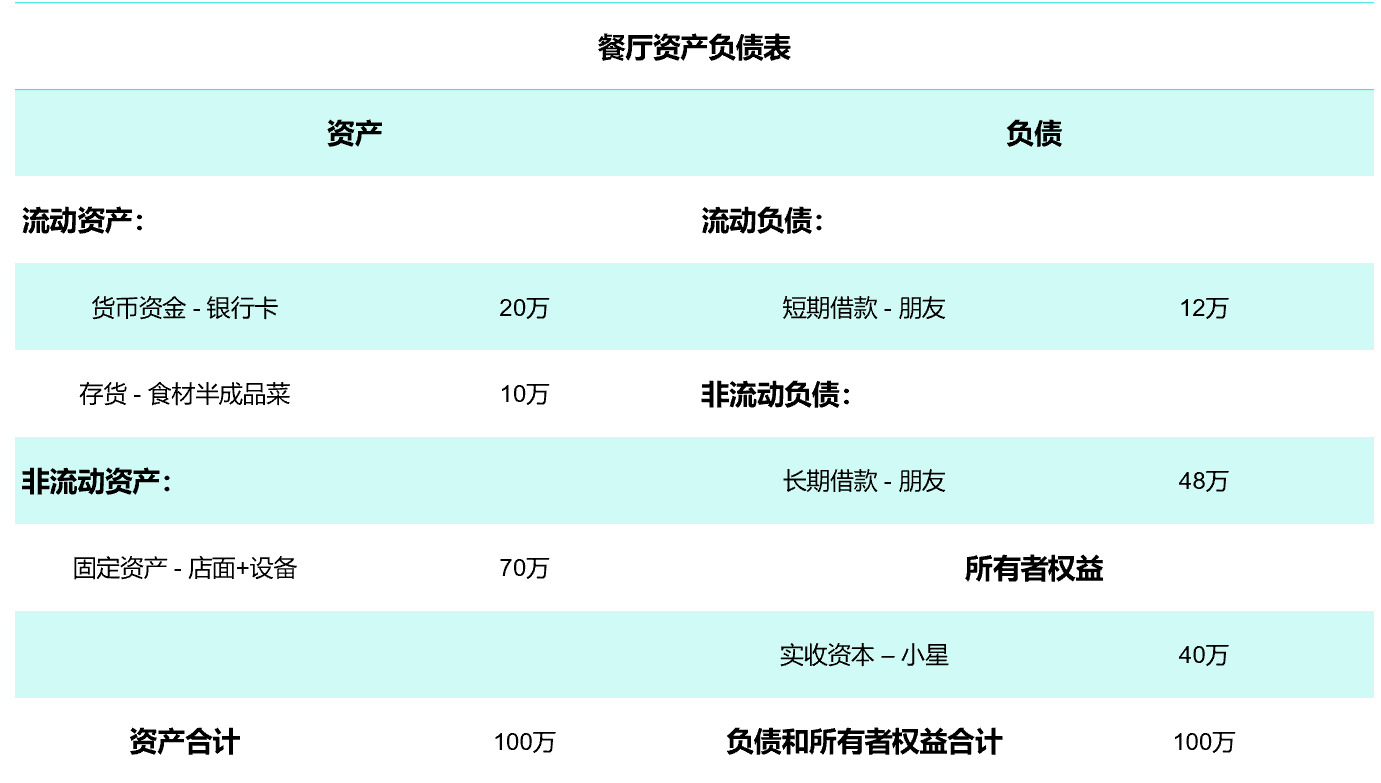 餐厅资产负债表
资产 负债
流动资产： 流动负债：
货币资金 - 银行卡 20万 短期借款 - 朋友 12万
存货 - 食材半成品菜 10万 非流动负债：
非流动资产： 长期借款 - 朋友 48万
固定资产 - 店面+设备 70万 所有者权益
实收资本 – 小星 40万
资产合计 100万 负债和所有者权益合计 100万